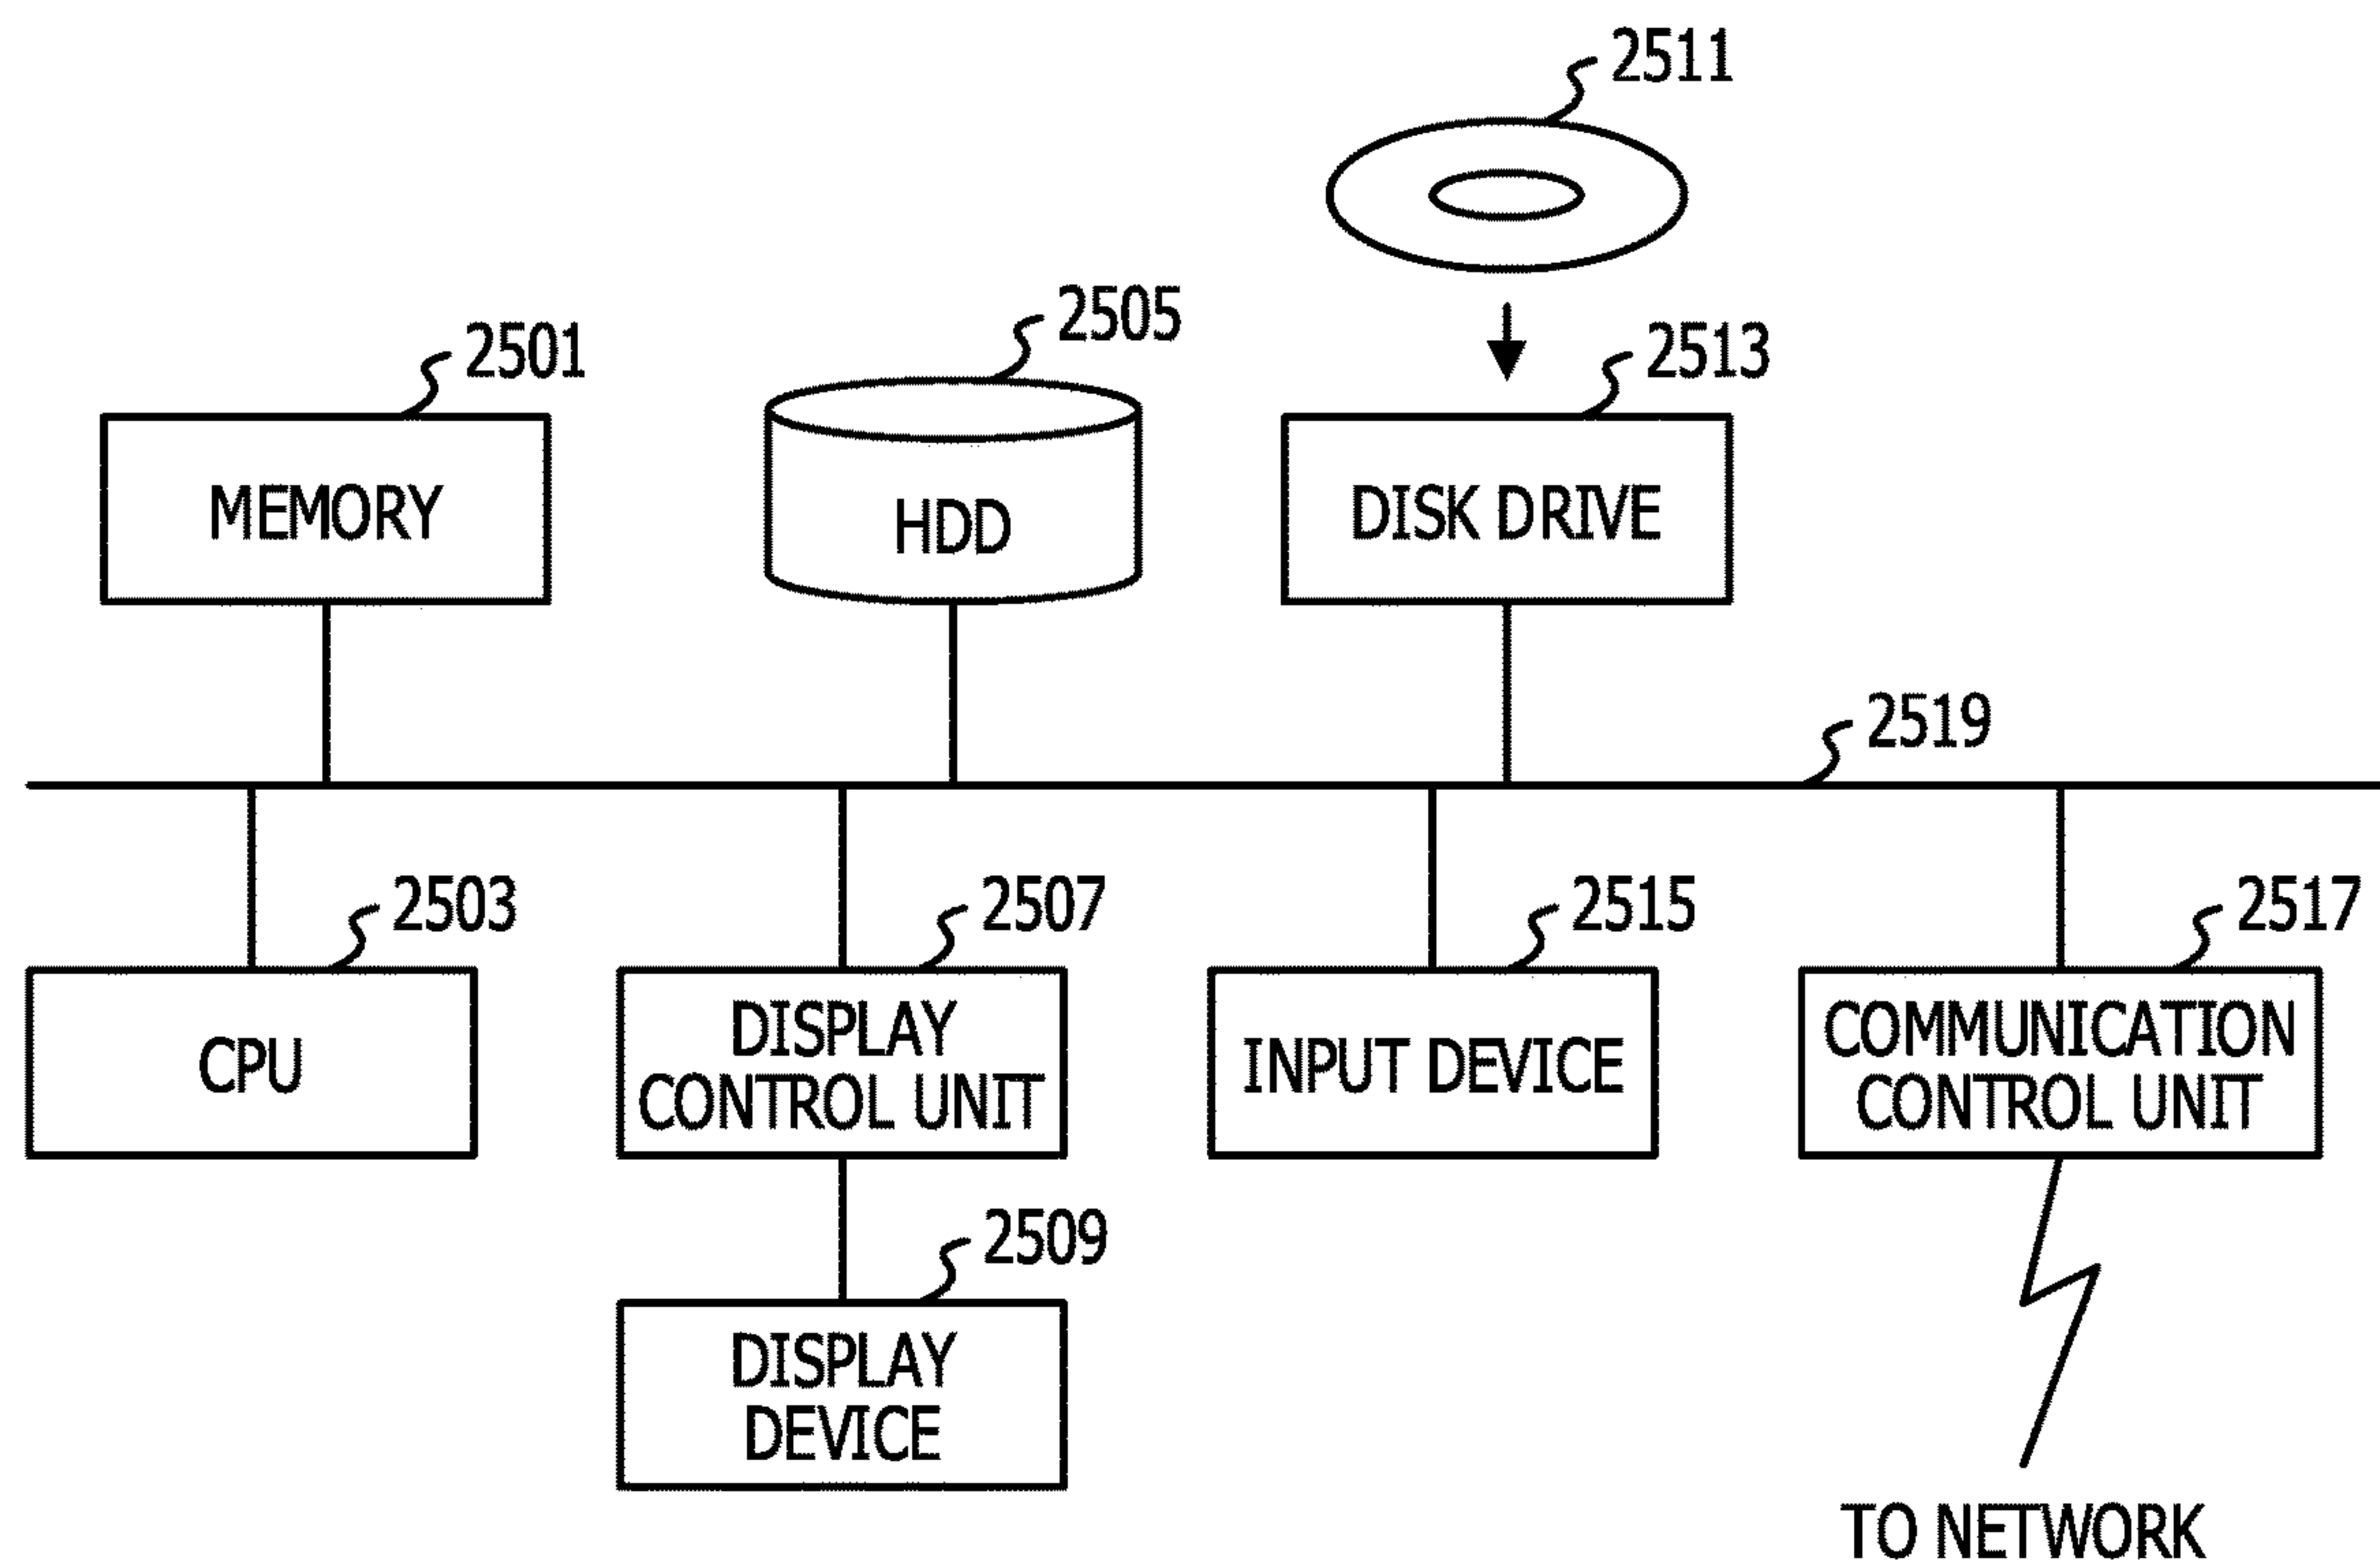 2511
2505
2501
2513
MEMORY
HDD
DISK DRIVE
2519
2503
2507
2515
2517
CPU
DISPLAY
CONTROL UNIT
INPUT DEVICE
COMMUNICATION
CONTROL UNIT
2509
DISPLAY
DEVICE
TO NETWORK